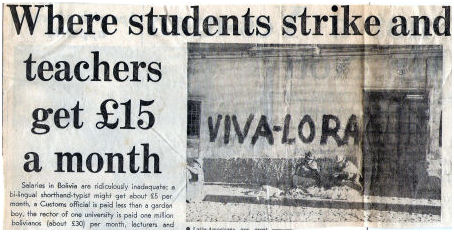 Where students strike and
teachers
get £15
a month
VIVA-LORA
Salaries in Bolivia are ridiculously inadequate; a
bi-lingual shorthand-typist might get about £5 per
month, a Customs official is paid less than a garden
boy, the rector of one university is paid one million
bolivianos (about £30) per month, lecturers and